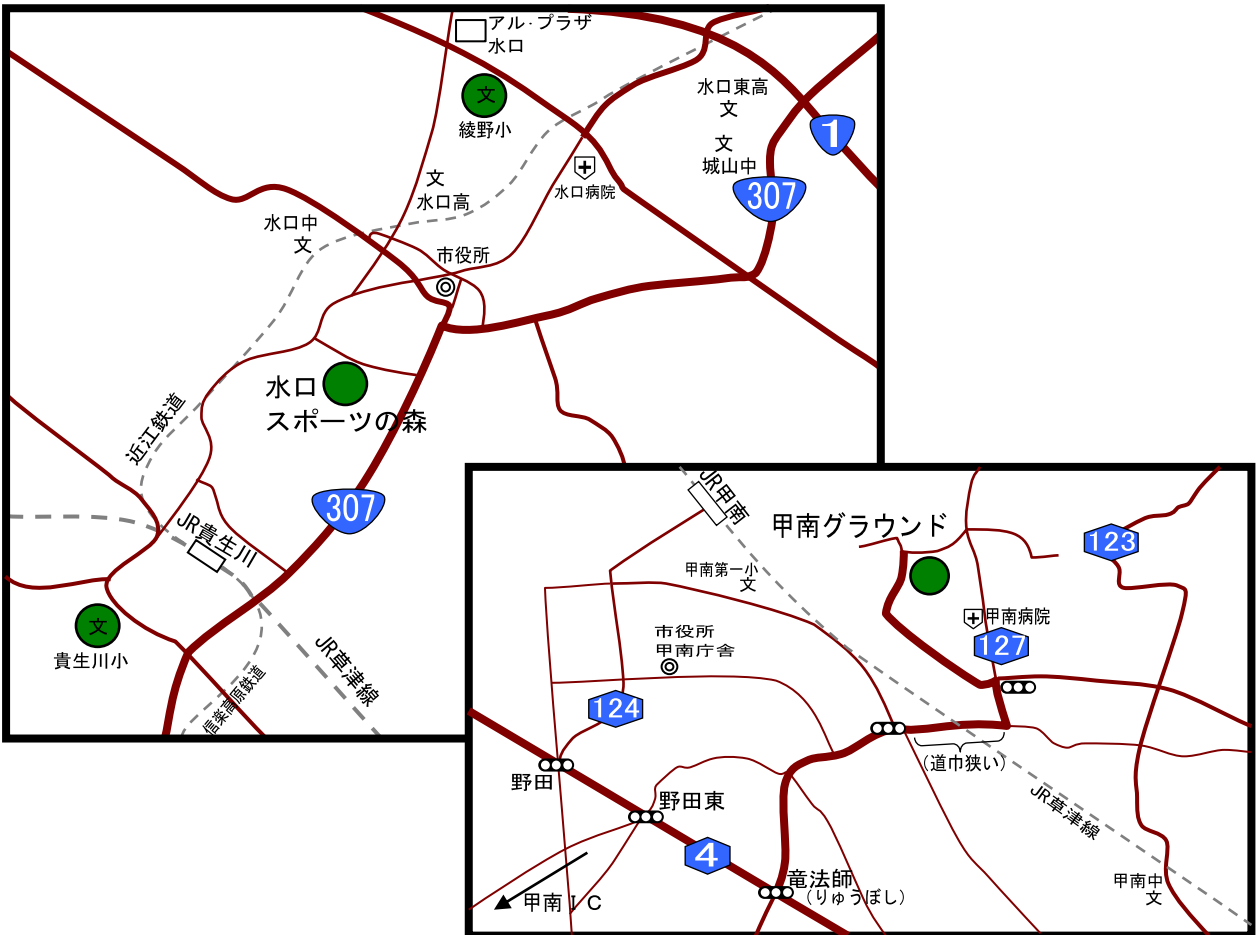 アル・プラザ
水口
文
綾野小
水口東高
文
文
城山中
1
307
水口病院
文
水口高
水口中
文
市役所
水口
スポーツの森
近江鉄道
307
JR貴生川
文
貴生川小
JR草津線
信楽高原鉄道
JR甲南
甲南グラウンド
123
甲南第一小
文
甲南病院
127
市役所
甲南庁舎
124
(道巾狭い)
野田
野田東
JR草津線
4
竜法師
(りゅうぼし)
甲南中
文
甲南IC